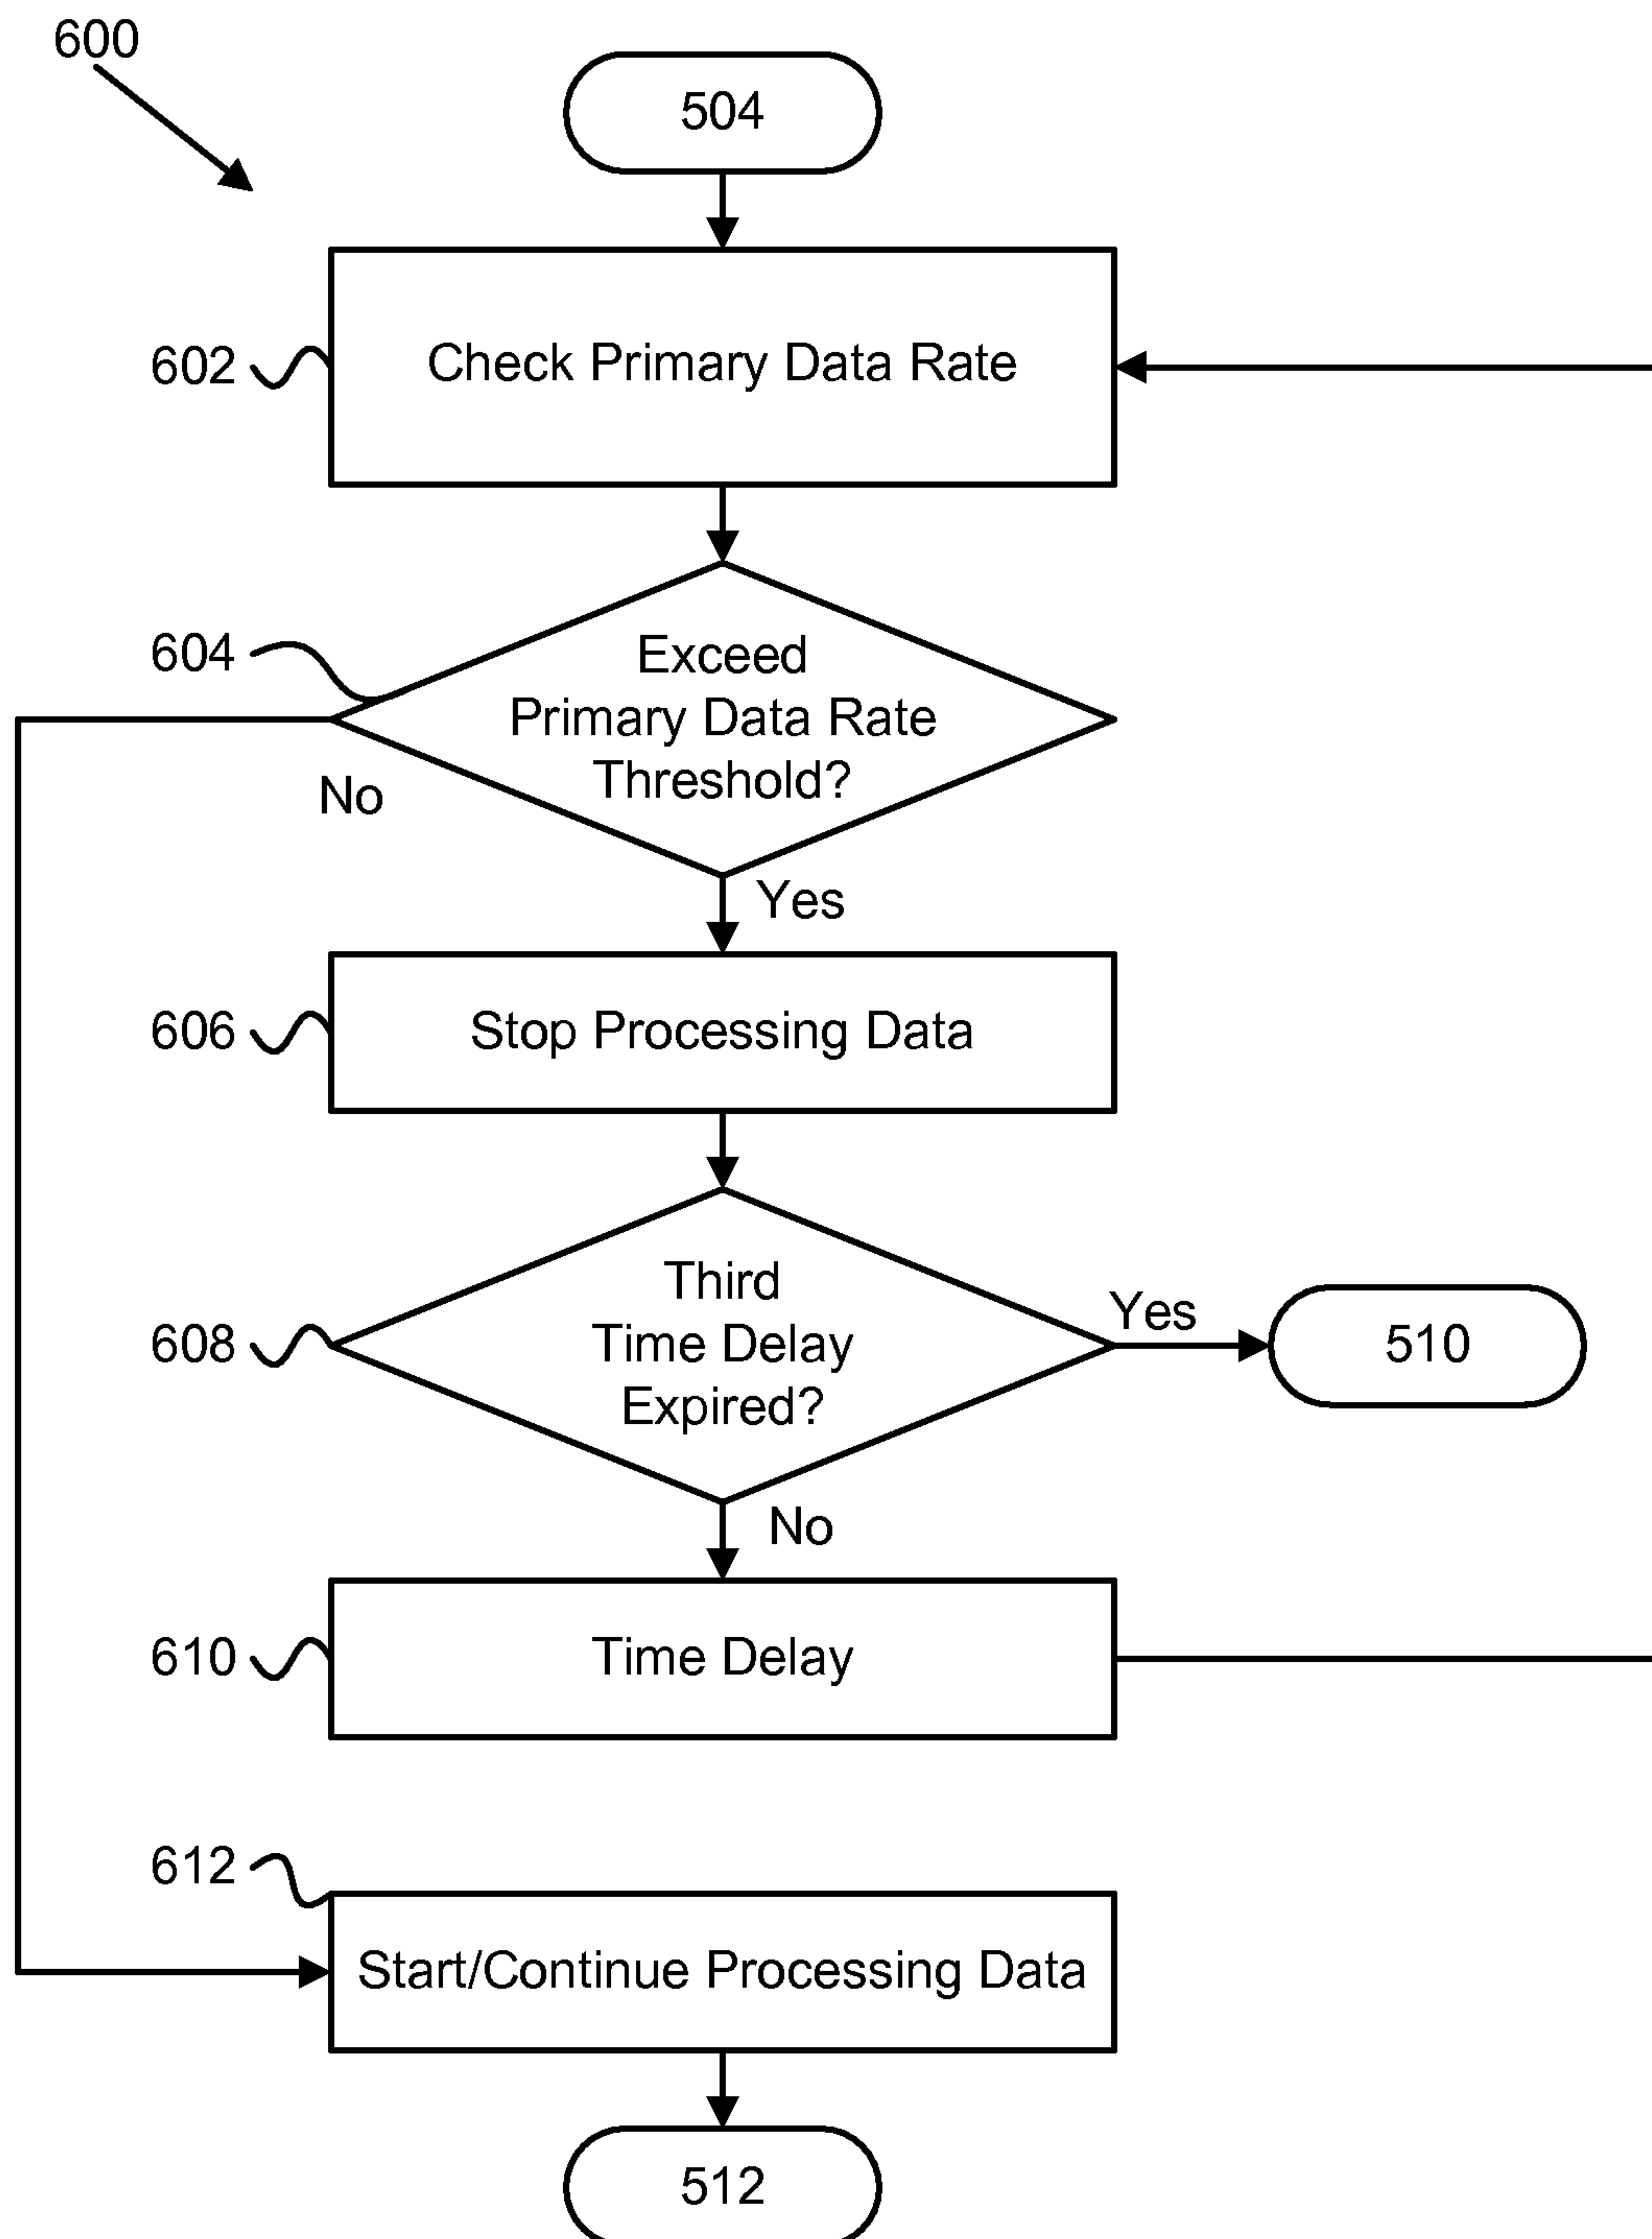 600
504
602
Check Primary Data Rate
604
Exceed
Primary Data Rate
Threshold?
No
Yes
606
Stop Processing Data
608
Third
Time Delay
Expired?
Yes
510
No
610
Time Delay
612
Start/Continue Processing Data
512